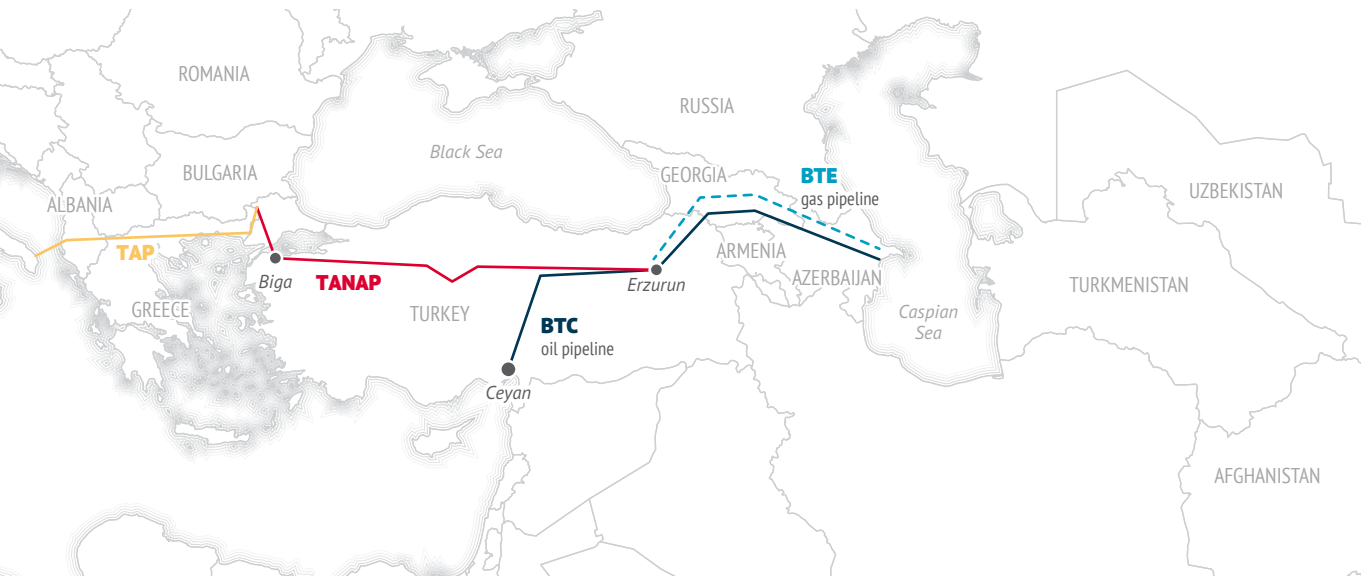 ROMANIA
RUSSIA
Black Sea
BULGARIA
GEORGIA
BTE
gas pipeline
UZBEKISTAN
ALBANIA
TAP
ARMENIA
Biga
TANAP
Erzurun
AZERBAIJAN
TURKMENISTAN
GREECE
TURKEY
Caspian
Sea
BTC
oil pipeline
Ceyan
AFGHANISTAN